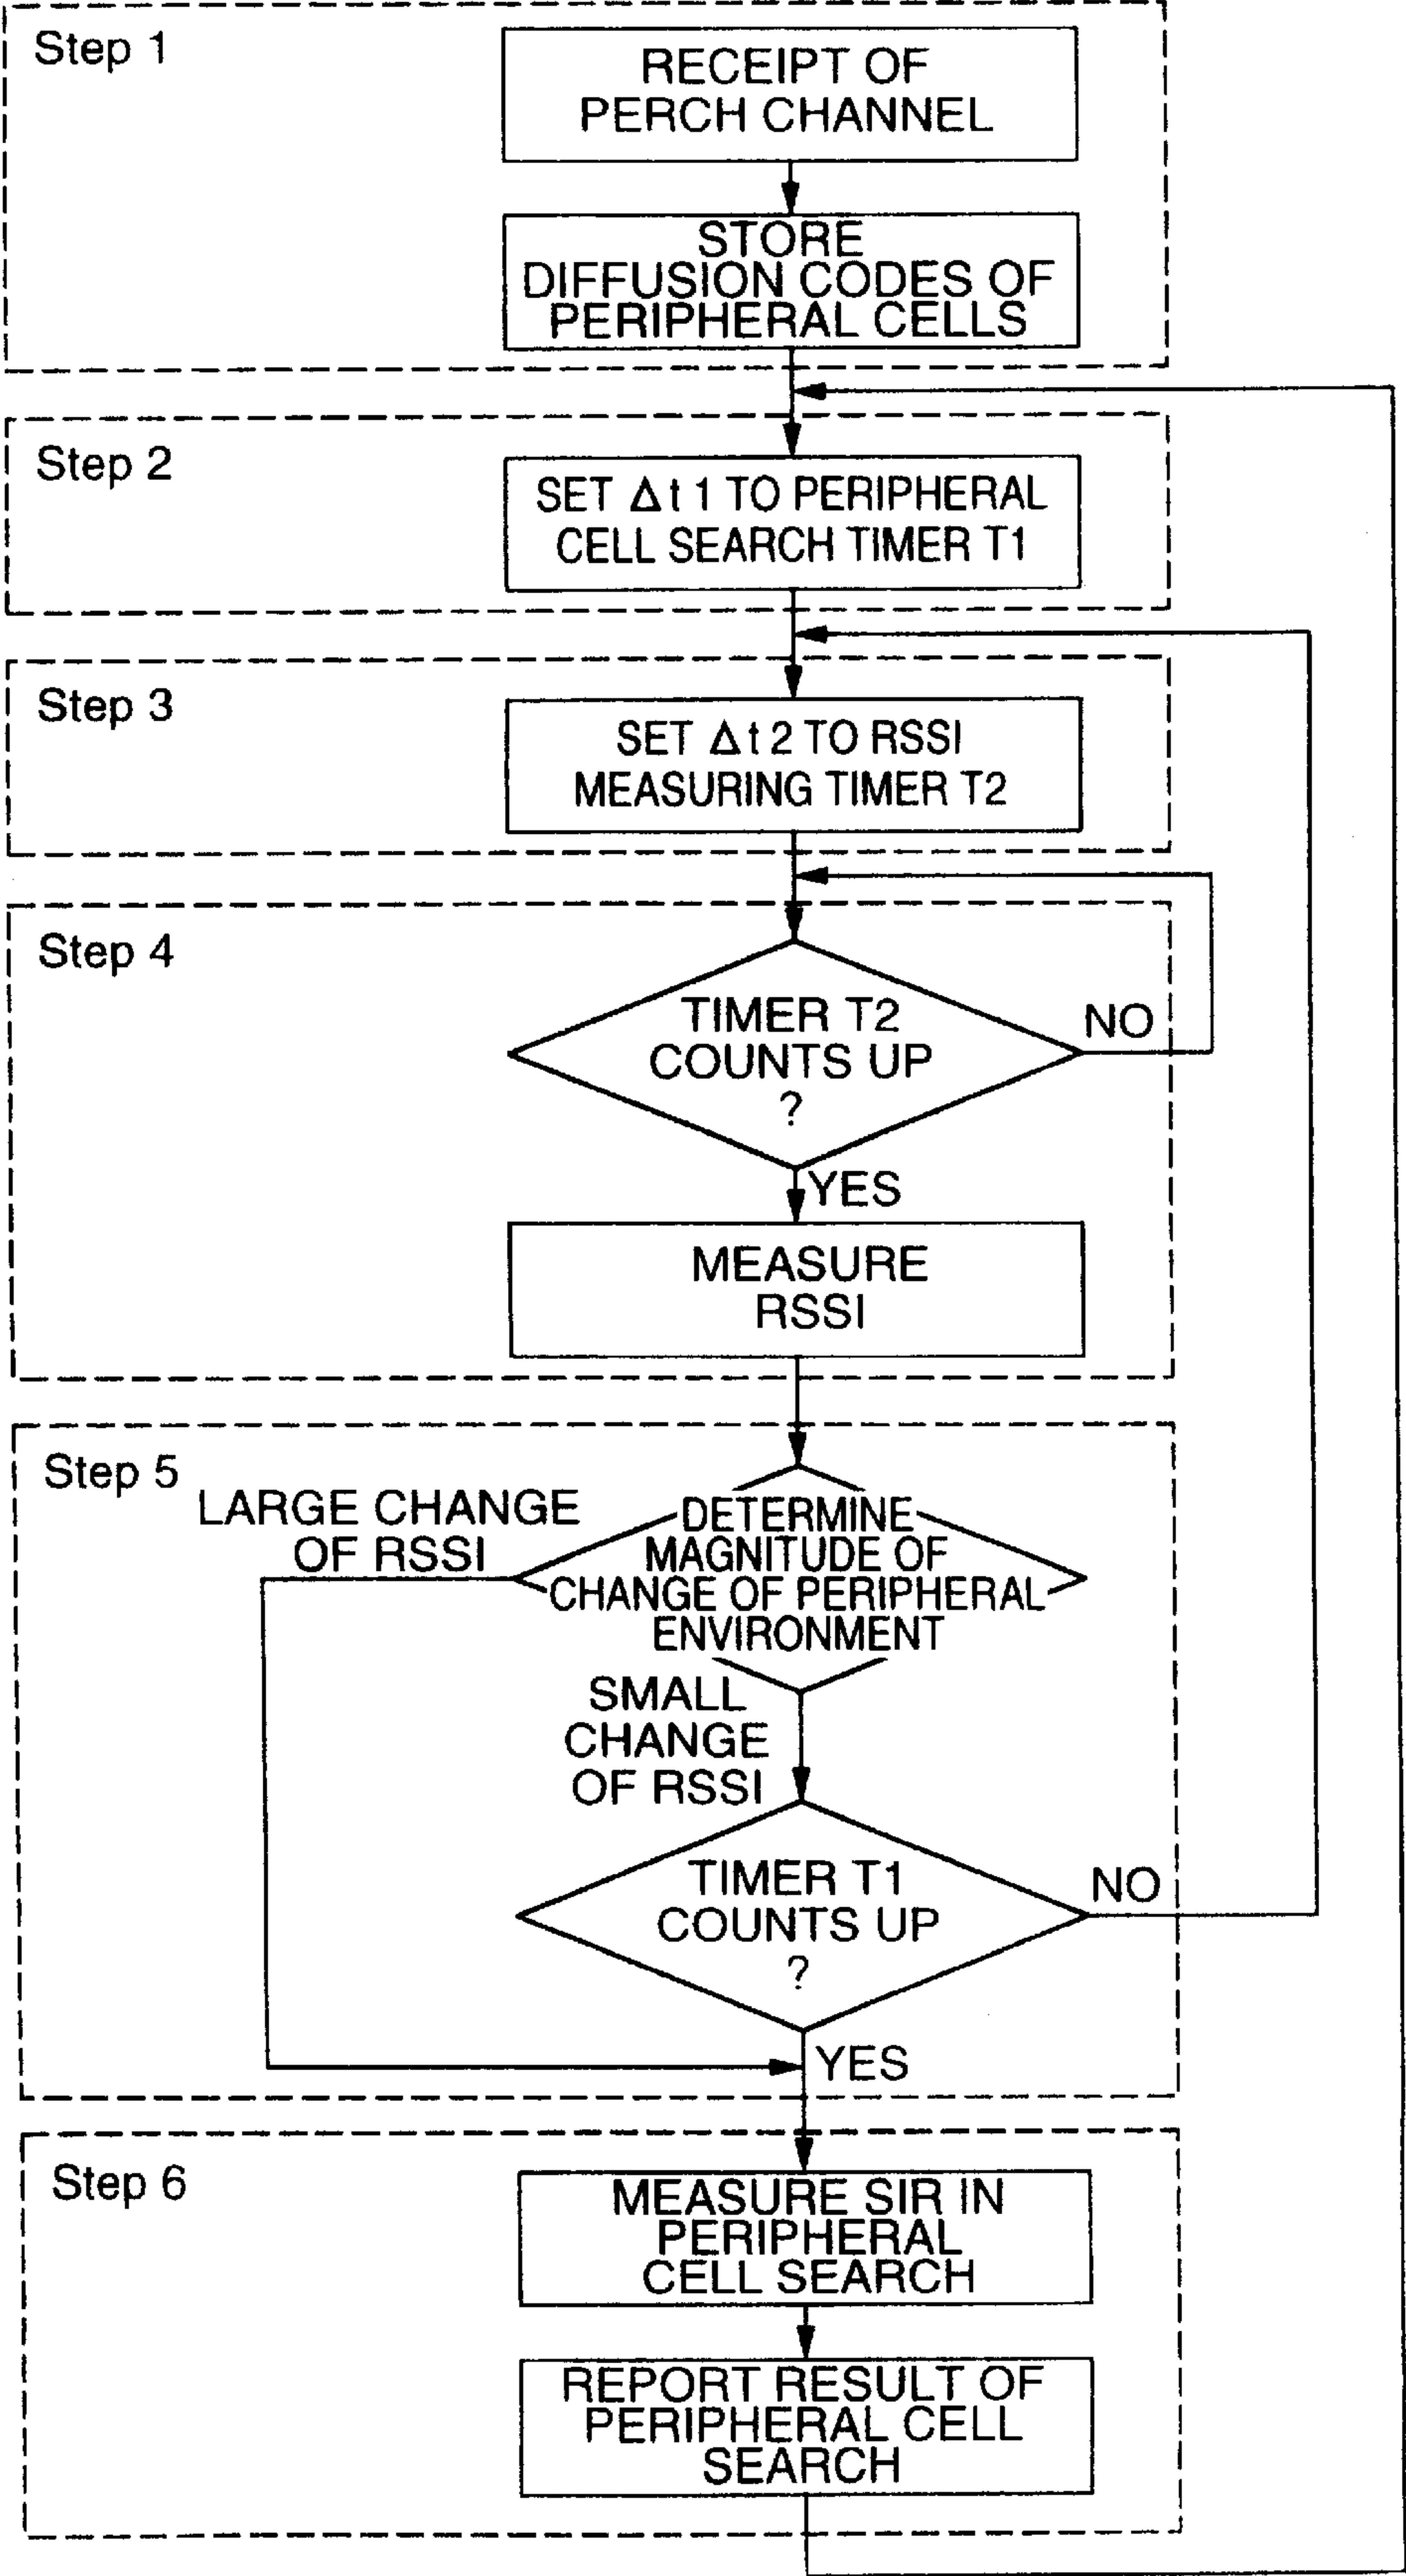 Step 1
RECEIPT OF
PERCH CHANNEL
STORE
DIFFUSION CODES OF
PERIPHERAL CELLS
Step 2
SET Δt 1 TO PERIPHERAL
CELL SEARCH TIMER T1
Step 3
SET Δt 2 TO RSSI
MEASURING TIMER T2
Step 4
TIMER T2
COUNTS UP
?
NO
YES
MEASURE
RSSI
Step 5
LARGE CHANGE
OF RSSI
DETERMINE
MAGNITUDE OF
CHANGE OF PERIPHERAL
ENVIRONMENT
SMALL
CHANGE
OF RSSI
TIMER T1
COUNTS UP
?
NO
YES
Step 6
MEASURE SIR IN
PERIPHERAL
CELL SEARCH
REPORT RESULT OF
PERIPHERAL CELL
SEARCH